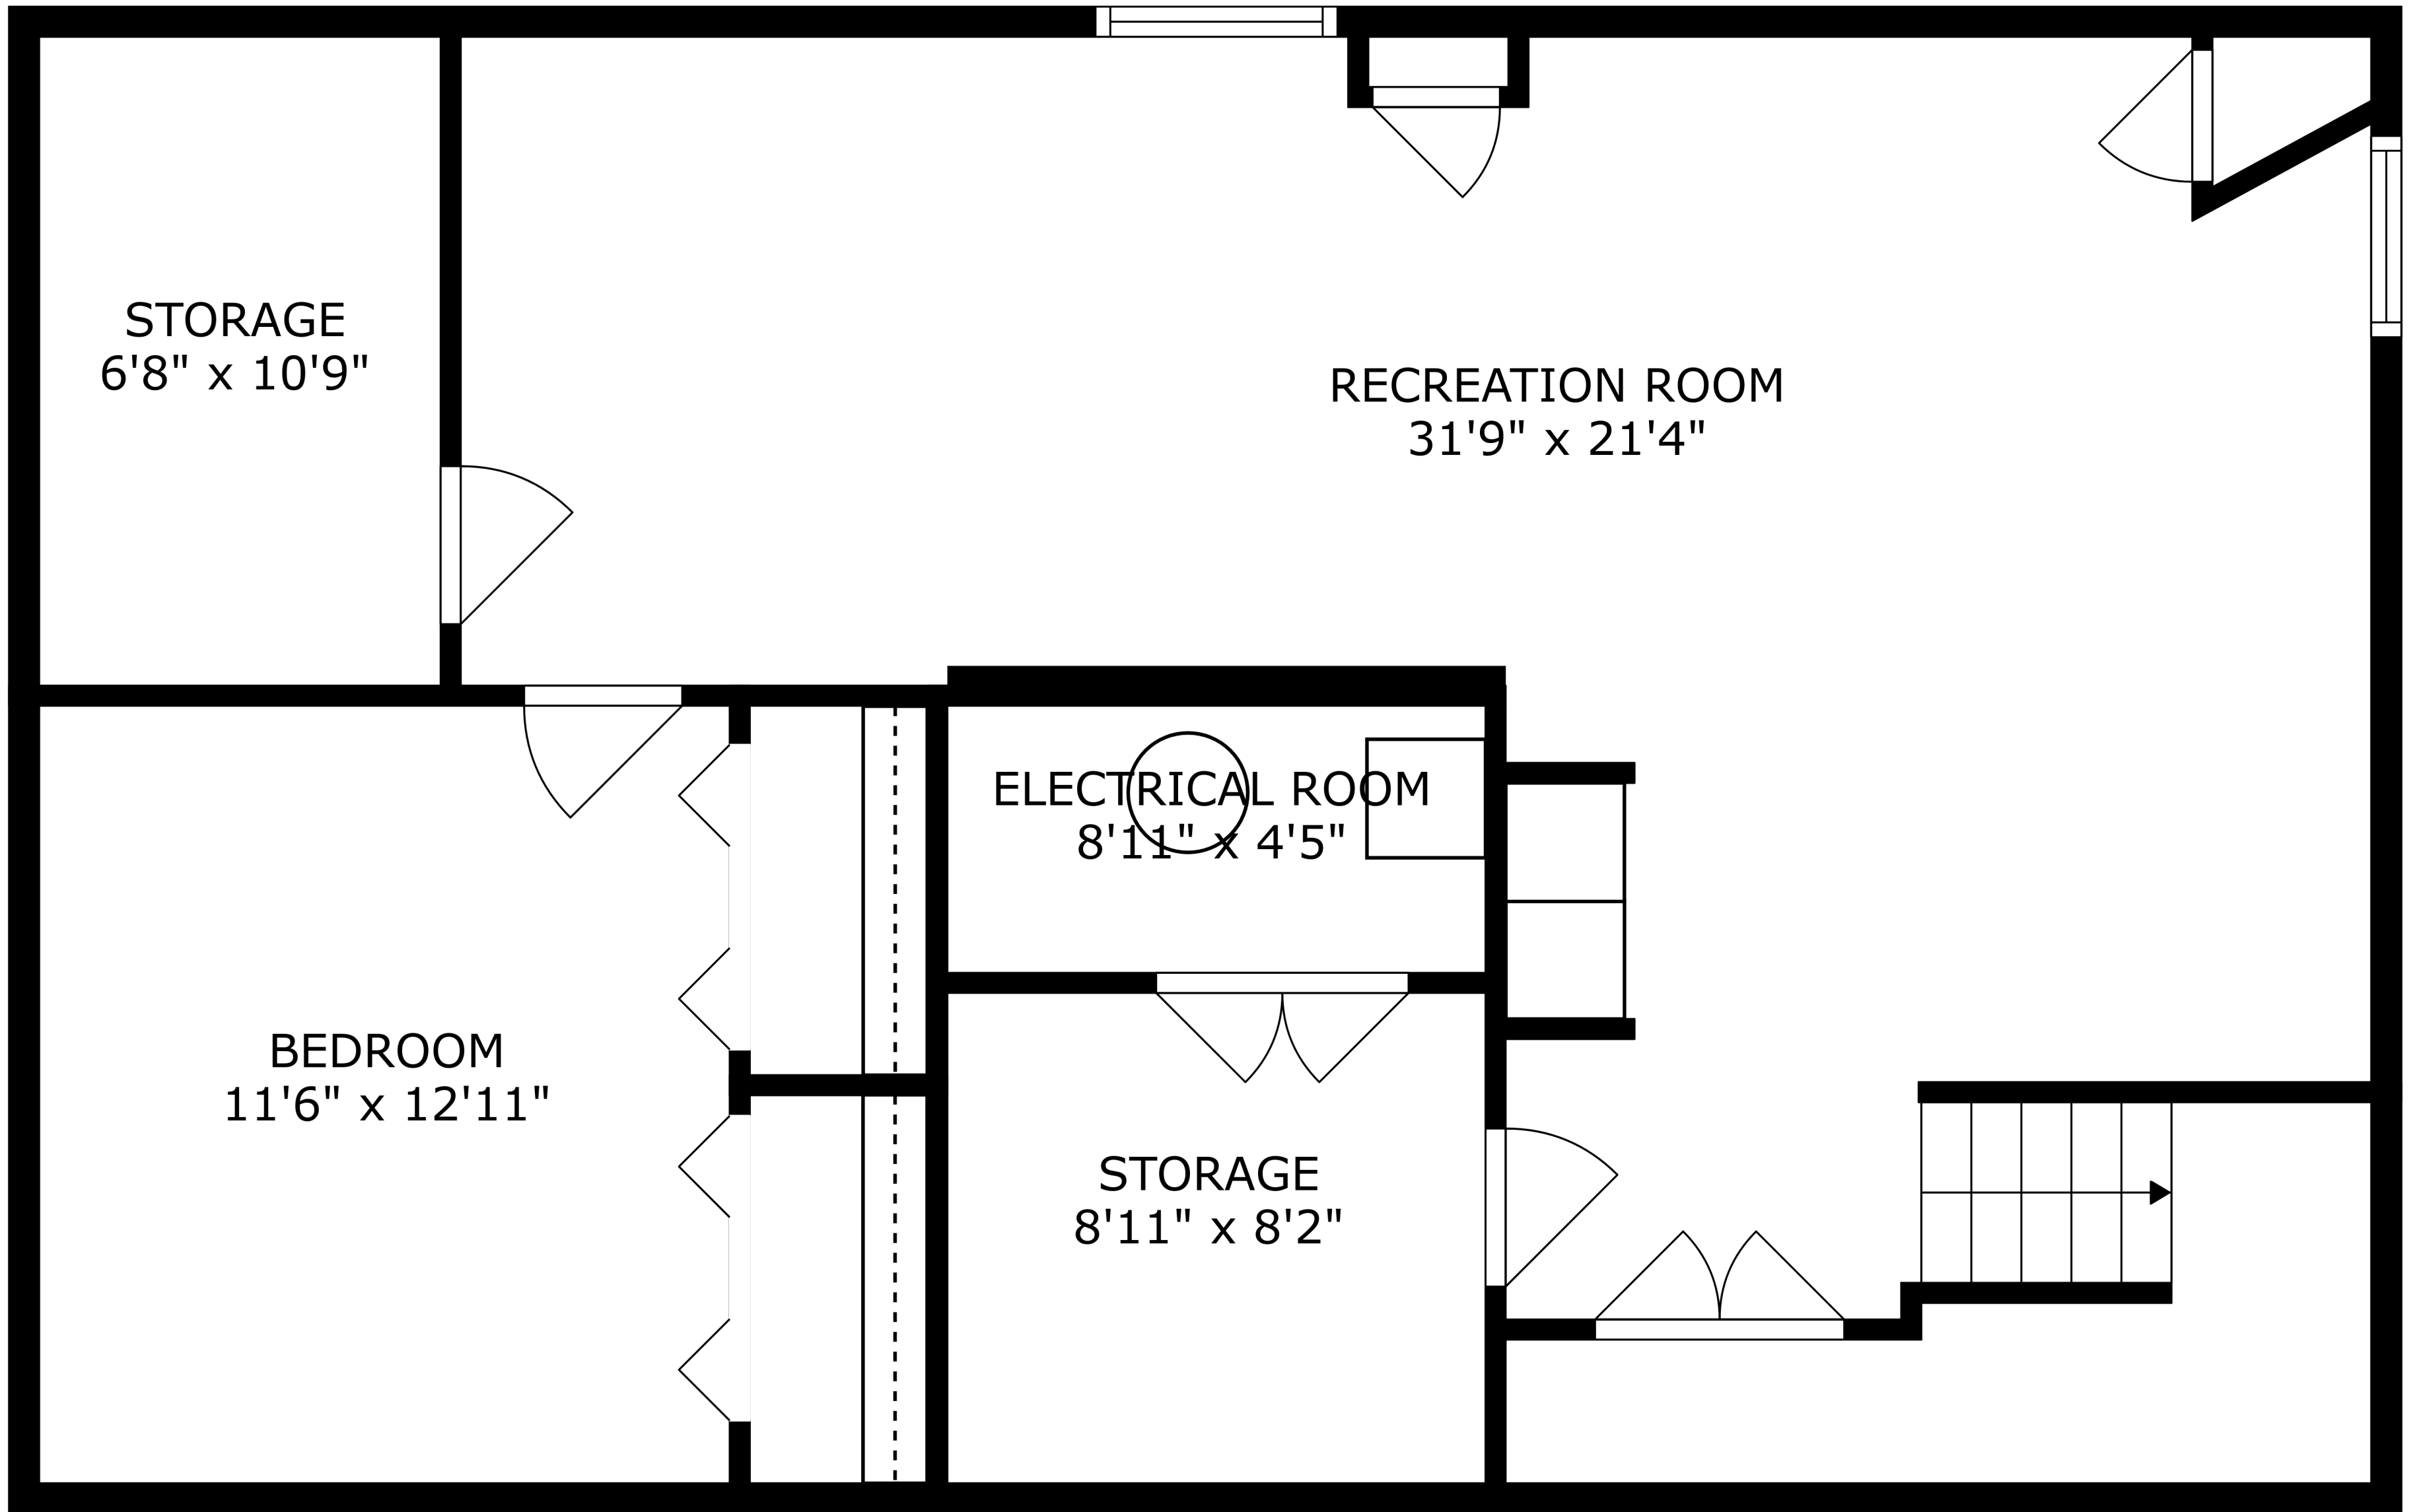 STORAGE
6'8" x 10'9"
RECREATION ROOM
31'9" x 21'4"
ELECTRICAL ROOM
8'11" x 4'5"
BEDROOM
11'6" x 12'11"
STORAGE
8'11" x 8'2"